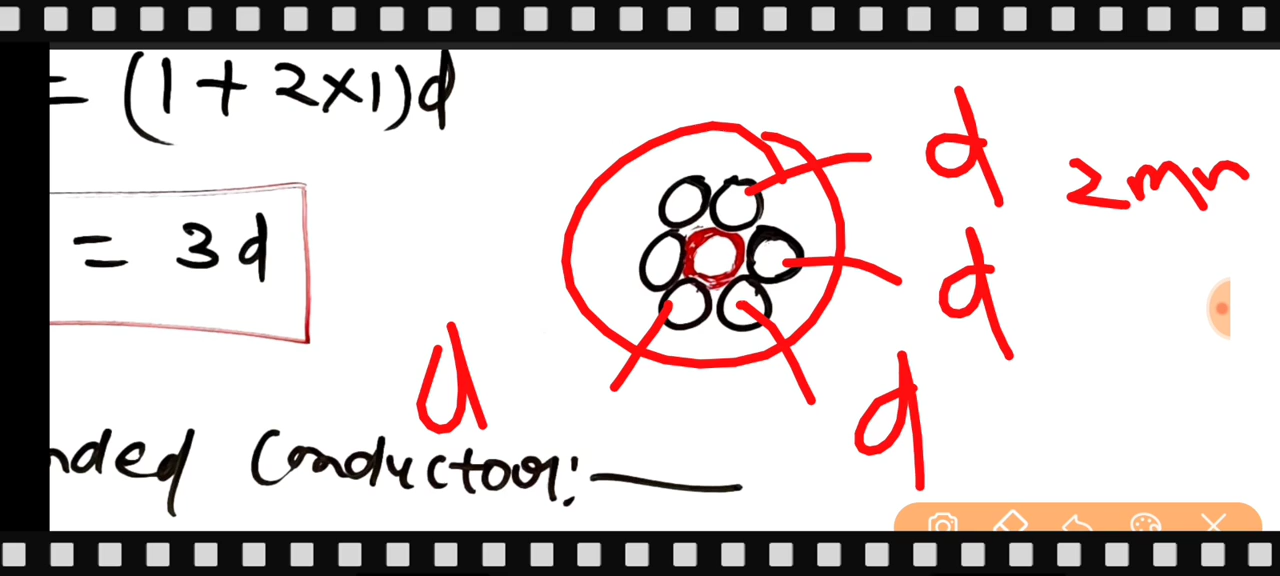 = (1 + 2×1)d
= 3d
d
2mm
d
d
d
nded Conductor:—